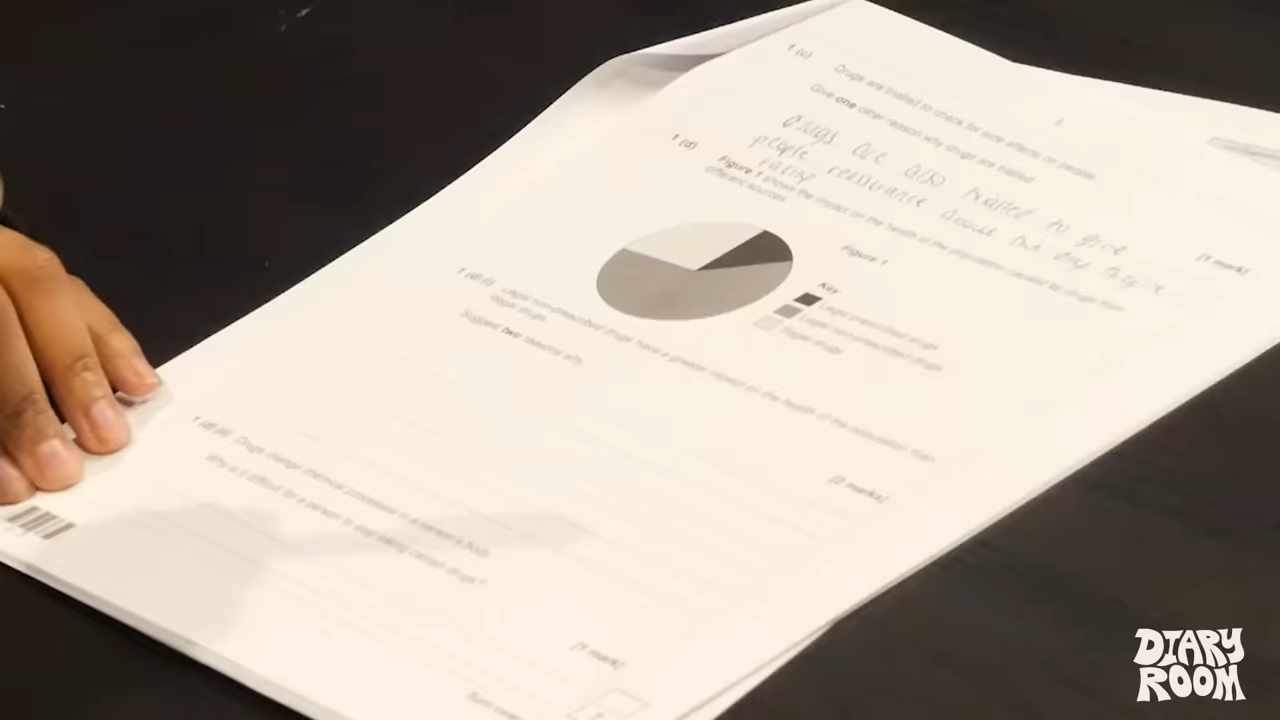 1 (c)
Drugs are trialled to check for side effects on people.
Give one other reason why drugs are trialled.
Drugs are also trialled to give
people reassurance about the
taking
[1 mark]
1 (d)
Figure 1 shows the impact on the health of the population caused by drugs from
different sources.
Figure 1
Key
Legal prescribed drugs
Legal non-prescribed drugs
Illegal drugs
1 (d) (i) Legal non-prescribed drugs have a greater impact on the health of the population than
illegal drugs.
Suggest two reasons why.
[2 marks]
1 (d) (ii) Drugs change chemical processes in a person's body.
Why is it difficult for a person to stop taking certain drugs?
[1 mark]
Turn over
DIARY
ROOM